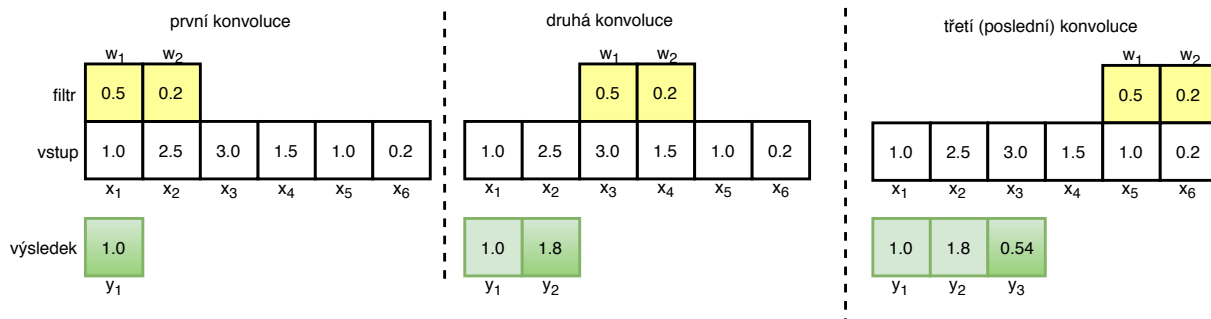 první konvoluce
druhá konvoluce
třetí (poslední) konvoluce
w1 w2
w1 w2
w1 w2
filtr 0.5 0.2
0.5 0.2
0.5 0.2
vstup 1.0 2.5 3.0 1.5 1.0 0.2
1.0 2.5 3.0 1.5 1.0 0.2
1.0 2.5 3.0 1.5 1.0 0.2
x1 x2 x3 x4 x5 x6
x1 x2 x3 x4 x5 x6
x1 x2 x3 x4 x5 x6
výsledek 1.0
1.0 1.8
1.0 1.8 0.54
y1
y1 y2
y1 y2 y3